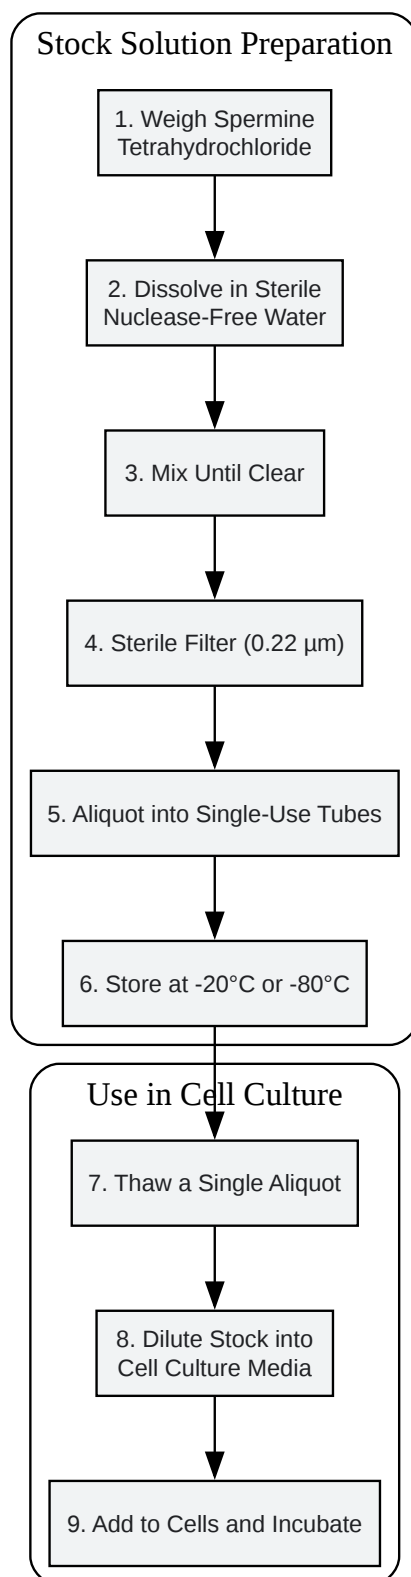 Stock Solution Preparation
1. Weigh Spermine
Tetrahydrochloride
2. Dissolve in Sterile
Nuclease-Free Water
3. Mix Until Clear
4. Sterile Filter (0.22 µm)
5. Aliquot into Single-Use Tubes
6. Store at -20°C or -80°C
Use in Cell Culture
7. Thaw a Single Aliquot
8. Dilute Stock into
Cell Culture Media
9. Add to Cells and Incubate